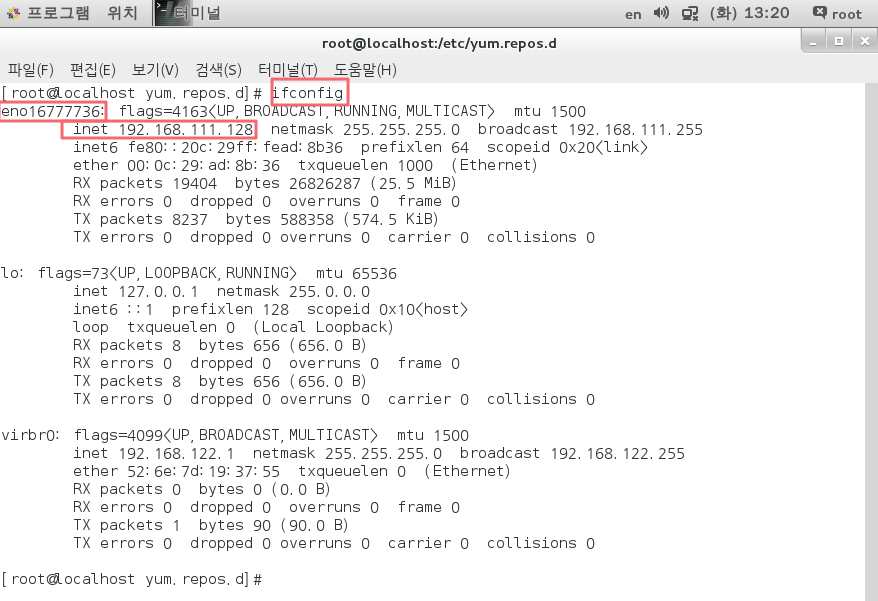 프로그램 위치 터미널 en (화) 13:20 root
root@localhost:/etc/yum.repos.d
파일(F) 편집(E) 보기(V) 검색(S) 터미널(T) 도움말(H)
[root@localhost yum.repos.d]# ifconfig
eno16777736: flags=4163<UP,BROADCAST,RUNNING,MULTICAST>  mtu 1500
        inet 192.168.111.128  netmask 255.255.255.0  broadcast 192.168.111.255
        inet6 fe80::20c:29ff:fead:8b36  prefixlen 64  scopeid 0x20<link>
        ether 00:0c:29:ad:8b:36  txqueuelen 1000  (Ethernet)
        RX packets 19404  bytes 26826287 (25.5 MiB)
        RX errors 0  dropped 0  overruns 0  frame 0
        TX packets 8237  bytes 588358 (574.5 KiB)
        TX errors 0  dropped 0 overruns 0  carrier 0  collisions 0
lo: flags=73<UP,LOOPBACK,RUNNING>  mtu 65536
        inet 127.0.0.1  netmask 255.0.0.0
        inet6 ::1  prefixlen 128  scopeid 0x10<host>
        loop  txqueuelen 0  (Local Loopback)
        RX packets 8  bytes 656 (656.0 B)
        RX errors 0  dropped 0  overruns 0  frame 0
        TX packets 8  bytes 656 (656.0 B)
        TX errors 0  dropped 0 overruns 0  carrier 0  collisions 0
virbr0: flags=4099<UP,BROADCAST,MULTICAST>  mtu 1500
        inet 192.168.122.1  netmask 255.255.255.0  broadcast 192.168.122.255
        ether 52:6e:7d:19:37:55  txqueuelen 0  (Ethernet)
        RX packets 0  bytes 0 (0.0 B)
        RX errors 0  dropped 0  overruns 0  frame 0
        TX packets 1  bytes 90 (90.0 B)
        TX errors 0  dropped 0 overruns 0  carrier 0  collisions 0
[root@localhost yum.repos.d]#